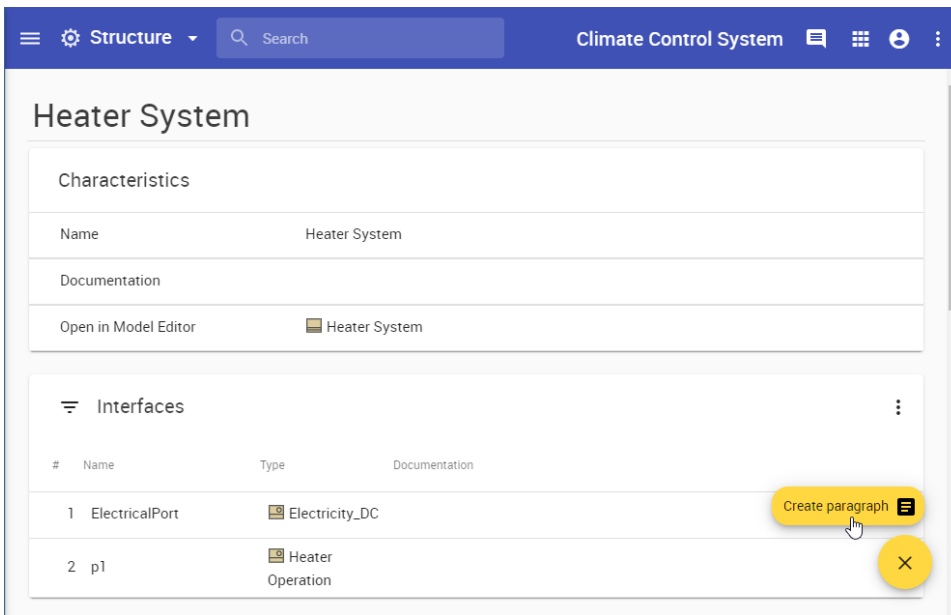 Structure Search Climate Control System
Heater System
Characteristics
Name Heater System
Documentation
Open in Model Editor Heater System
Interfaces
# Name Type Documentation
1 ElectricalPort Electricity_DC
Create paragraph
2 p1 Heater
Operation